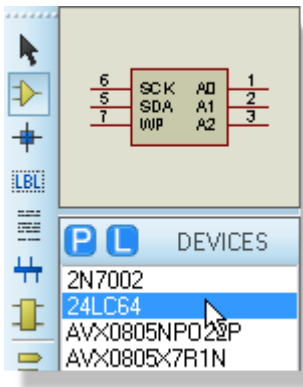 6 SCK A0 1
5 SDA A1 2
7 WP A2 3
LBL
P L DEVICES
2N7002
24LC64
AVX0805NPO22P
AVX0805X7R1N